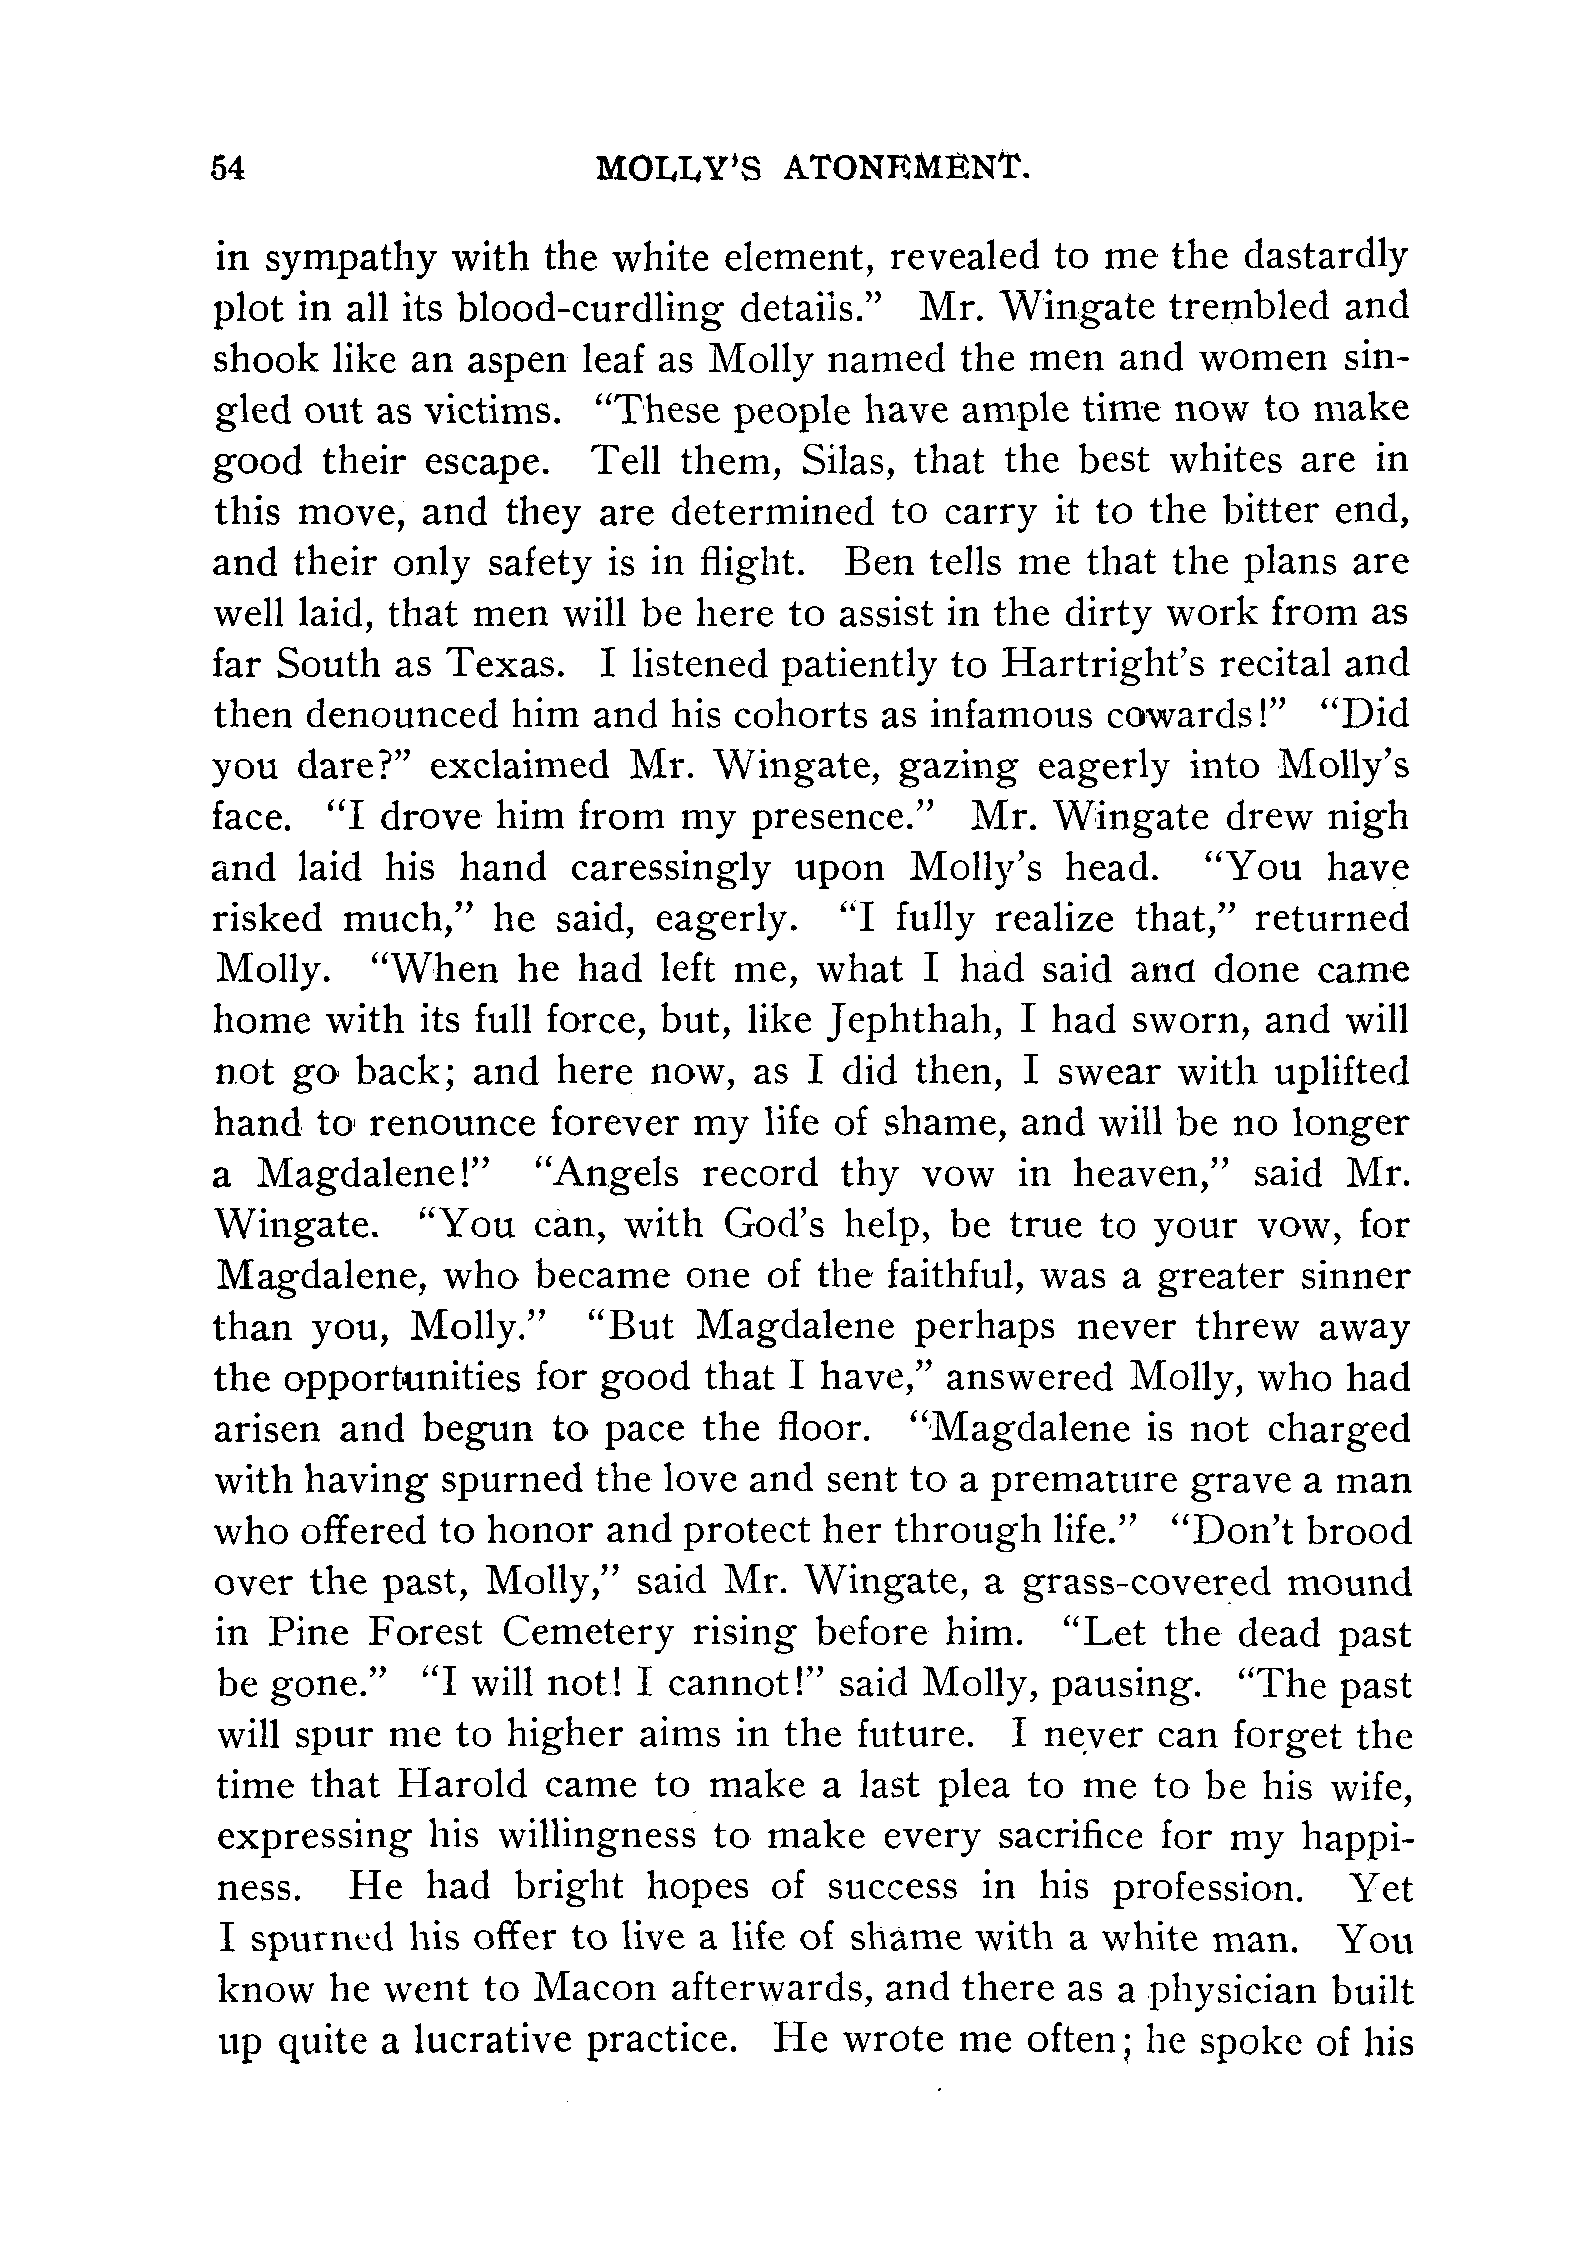 54 MOLLY'S ATONEMENT.
in sympathy with the white element, revealed to me the dastardly
plot in all its blood-curdling details.” Mr. Wingate trembled and
shook like an aspen leaf as Molly named the men and women sin-
gled out as victims. “These people have ample time now to make
good their escape. Tell them, Silas, that the best whites are in
this move, and they are determined to carry it to the bitter end,
and their only safety is in flight. Ben tells me that the plans are
well laid, that men will be here to assist in the dirty work from as
far South as Texas. I listened patiently to Hartright’s recital and
then denounced him and his cohorts as infamous cowards!” “Did
you dare?” exclaimed Mr. Wingate, gazing eagerly into Molly’s
face. “I drove him from my presence.” Mr. Wingate drew nigh
and laid his hand caressingly upon Molly’s head. “You have
risked much,” he said, eagerly. “I fully realize that,” returned
Molly. “When he had left me, what I had said and done came
home with its full force, but, like Jephthah, I had sworn, and will
not go back; and here now, as I did then, I swear with uplifted
hand to renounce forever my life of shame, and will be no longer
a Magdalene!” “Angels record thy vow in heaven,” said Mr.
Wingate. “You can, with God’s help, be true to your vow, for
Magdalene, who became one of the faithful, was a greater sinner
than you, Molly.” “But Magdalene perhaps never threw away
the opportunities for good that I have,” answered Molly, who had
arisen and begun to pace the floor. “Magdalene is not charged
with having spurned the love and sent to a premature grave a man
who offered to honor and protect her through life.” “Don’t brood
over the past, Molly,” said Mr. Wingate, a grass-covered mound
in Pine Forest Cemetery rising before him. “Let the dead past
be gone.” “I will not! I cannot!” said Molly, pausing. “The past
will spur me to higher aims in the future. I never can forget the
time that Harold came to make a last plea to me to be his wife,
expressing his willingness to make every sacrifice for my happi-
ness. He had bright hopes of success in his profession. Yet
I spurned his offer to live a life of shame with a white man. You
know he went to Macon afterwards, and there as a physician built
up quite a lucrative practice. He wrote me often; he spoke of his